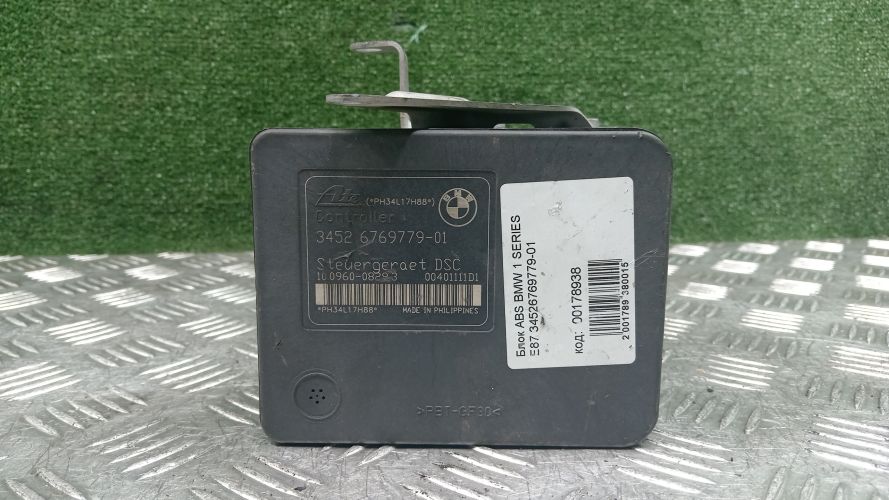 Ate (*PH34L17H88*)
BMW
Controller
3452 6769779-01
Steuergeraet DSC
10.0960-0829.3 00401111D1
*PH34L17H88* MADE IN PHILIPPINES
>PBT-GF30<
Блок ABS BMW 1 SERIES
E87 34526769779-01
код: 00178938
2 001789 380015